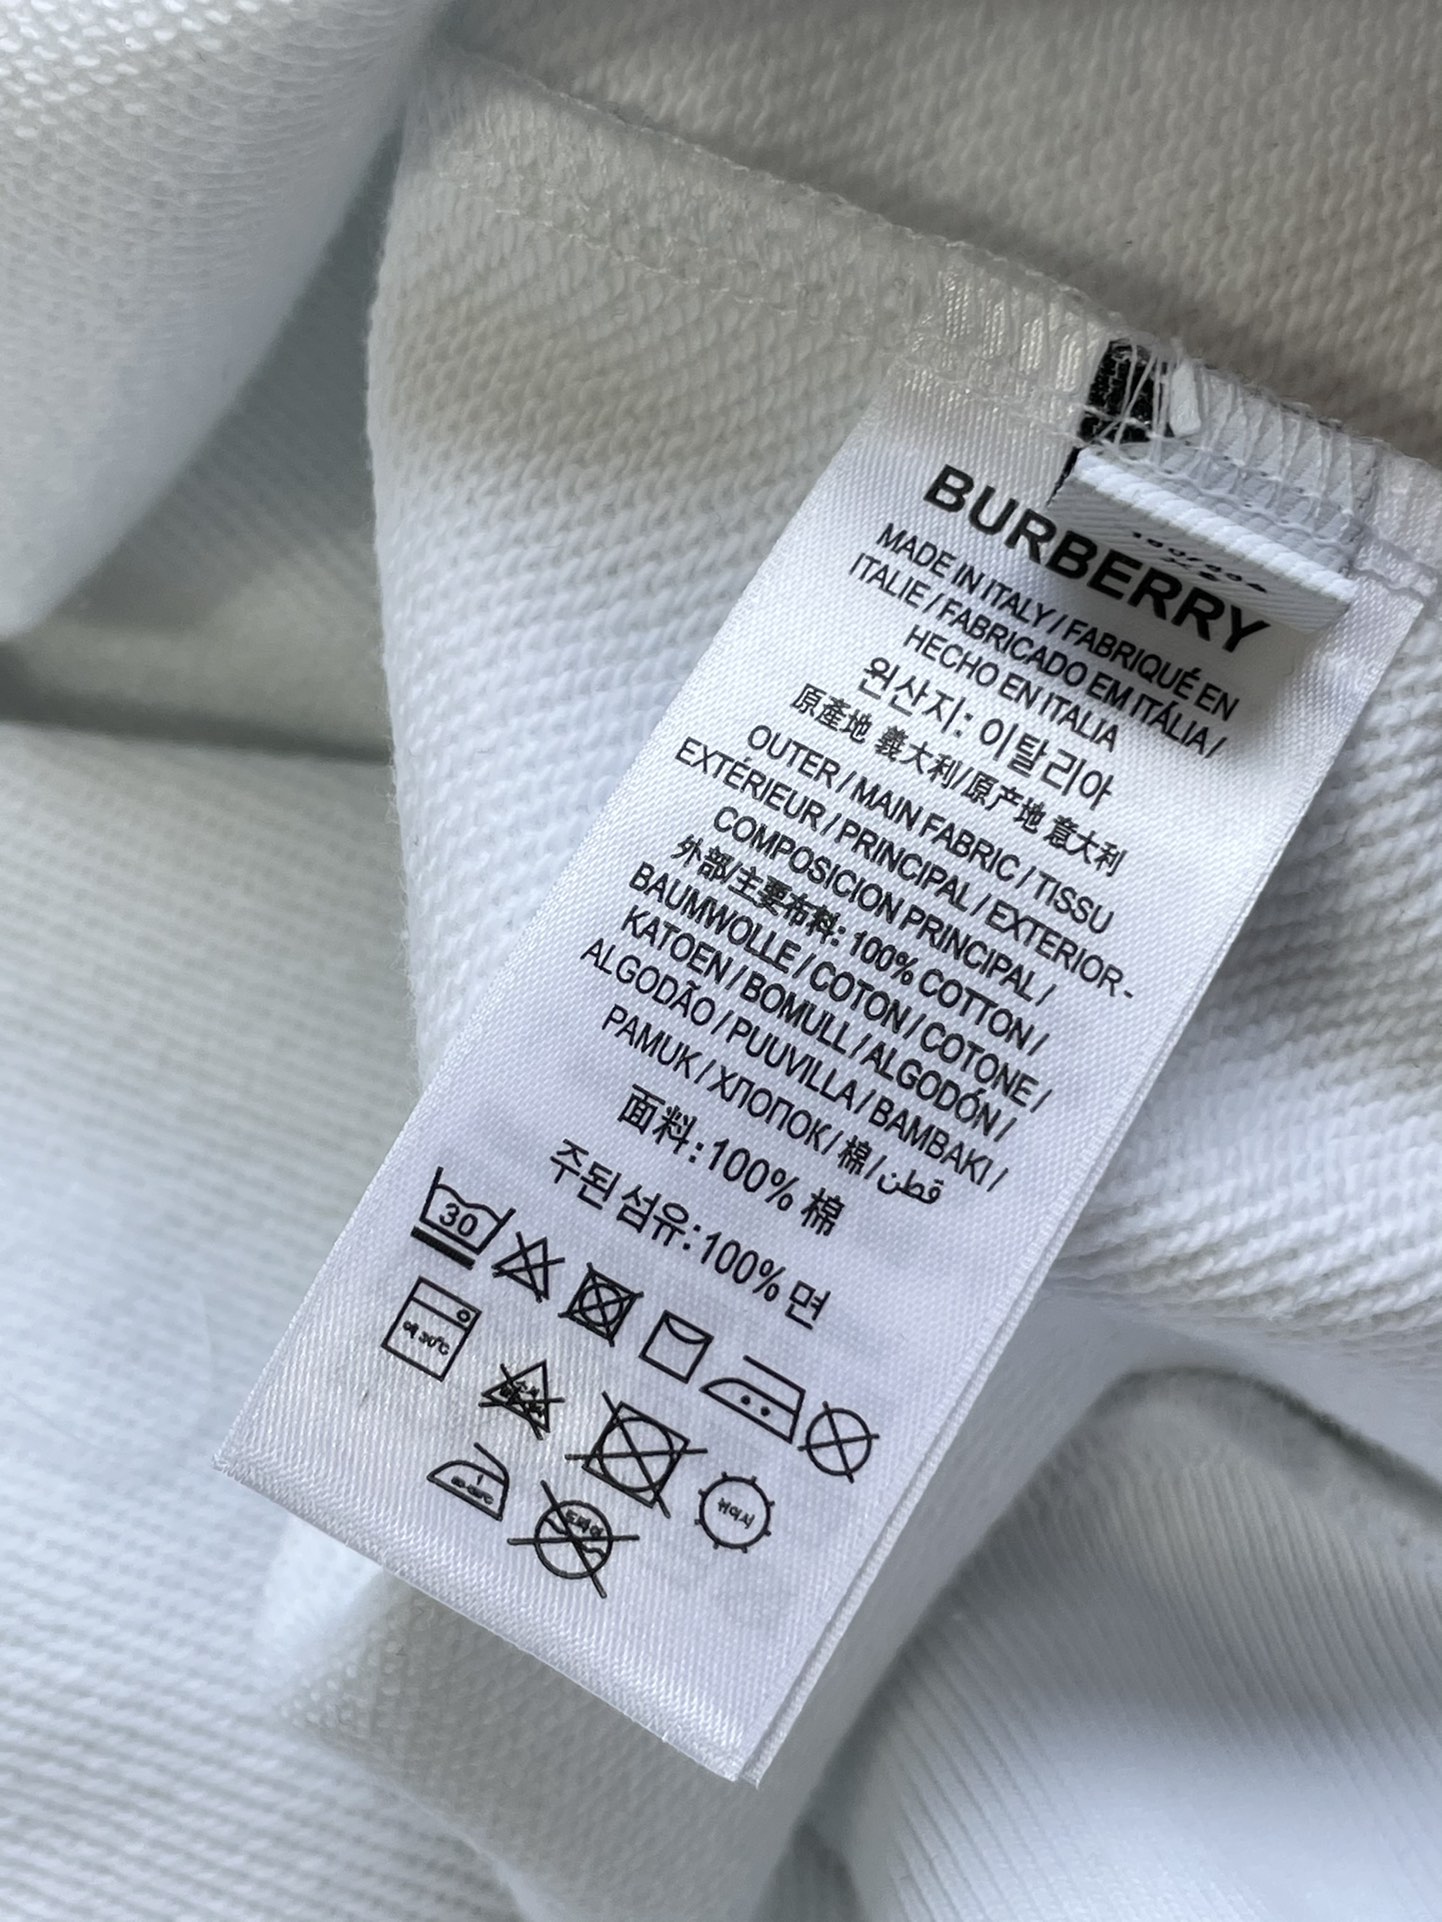 BURBERRY
MADE IN ITALY / FABRIQUÉ EN
ITALIE / FABRICADO EM ITÁLIA /
HECHO EN ITALIA
원산지: 이탈리아
原產地 義大利/原产地 意大利
OUTER / MAIN FABRIC / TISSU
EXTÉRIEUR / PRINCIPAL / EXTERIOR-
COMPOSICION PRINCIPAL /
外部/主要布料: 100% COTTON /
BAUMWOLLE / COTON / COTONE /
KATOEN / BOMULL / ALGODÓN /
ALGODÃO / PUUVILLA / BAMBAKI /
PAMUK / ХЛОПОК / 棉 / قطن
面料: 100% 棉
주된 섬유: 100% 면
30